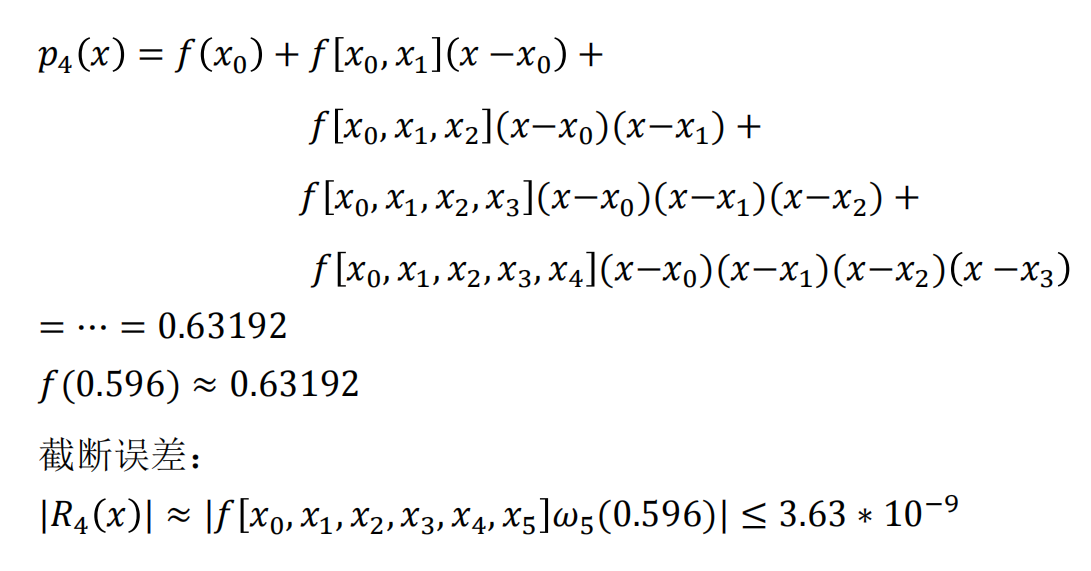 p₄(x) = f(x₀) + f[x₀, x₁](x −x₀) +
f[x₀, x₁, x₂](x−x₀)(x−x₁) +
f[x₀, x₁, x₂, x₃](x−x₀)(x−x₁)(x−x₂) +
f[x₀, x₁, x₂, x₃, x₄](x−x₀)(x−x₁)(x−x₂)(x −x₃)
= ⋯ = 0.63192
f(0.596) ≈ 0.63192
截断误差：
|R₄(x)| ≈ |f[x₀, x₁, x₂, x₃, x₄, x₅]ω₅(0.596)| ≤ 3.63 ∗ 10⁻⁹